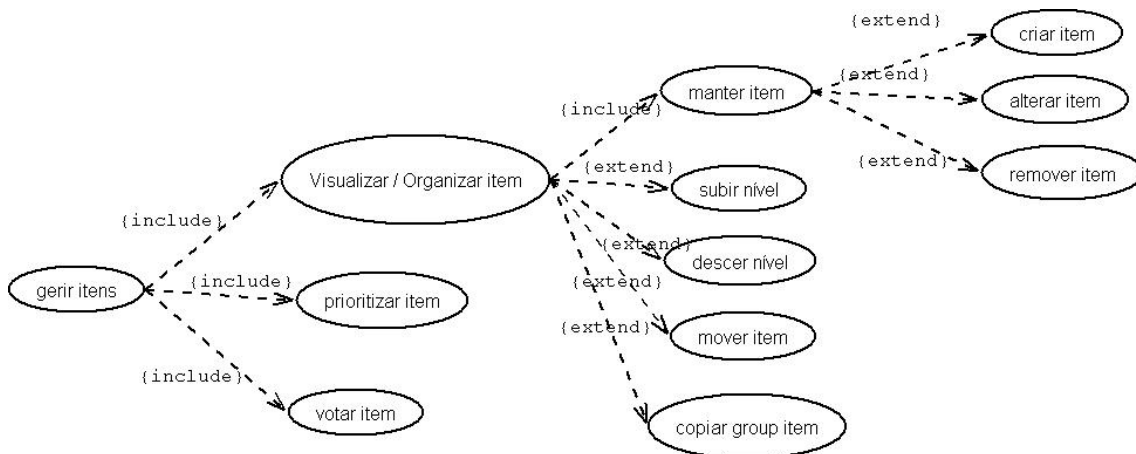 {extend}
criar item
{extend}
alterar item
manter item
{include}
{extend}
remover item
{extend}
Visualizar / Organizar item
subir nível
{include}
{extend}
descer nível
{include}
{extend}
gerir itens
prioritizar item
{extend}
mover item
{include}
votar item
copiar group item